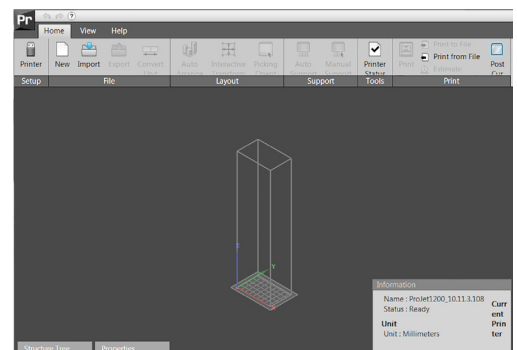 Pr
Home View Help
Printer New Import Export Convert Unit Auto Interactive Picking Auto Manual Printer Status Print Print to File
Print from File
Estimate
Post Cur
Setup File Layout Support Tools Print
Z
Y
Information
Name : ProJet1200_10.11.3.108
Status : Ready
Unit
Unit : Millimeters
Curr
ent
Prin
ter
Structure Tree Properties